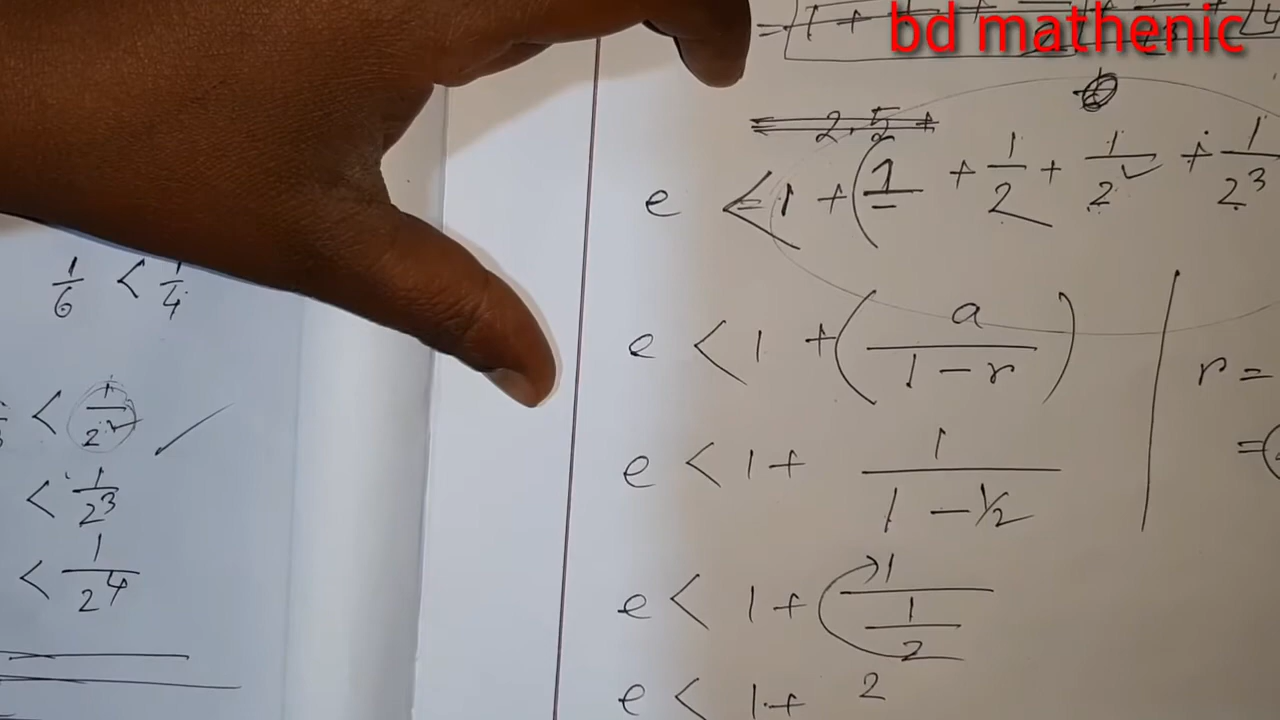 bd mathenic
= 1 +
= 2.5 +
e < 1 + ( 1 + 1/2 + 1/2² + 1/2³
e < 1 + ( a / (1 - r) )
r =
e < 1 + 1 / (1 - 1/2)
=
e < 1 + 1 / (1/2)
e < 1 + 2
1/6 < 1/4
< 1/2²
< 1/2³
< 1/2⁴